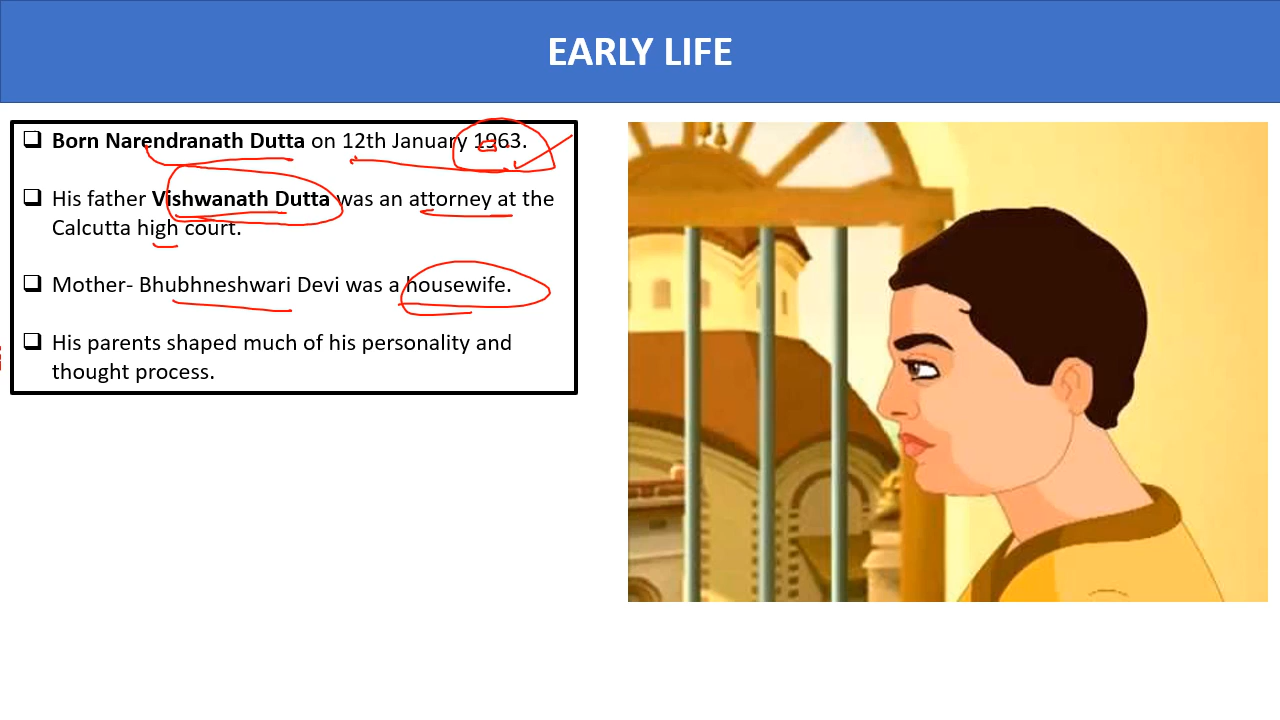 EARLY LIFE
Born Narendranath Dutta on 12th January 1963.
His father Vishwanath Dutta was an attorney at the
Calcutta high court.
Mother- Bhubhneshwari Devi was a housewife.
His parents shaped much of his personality and
thought process.